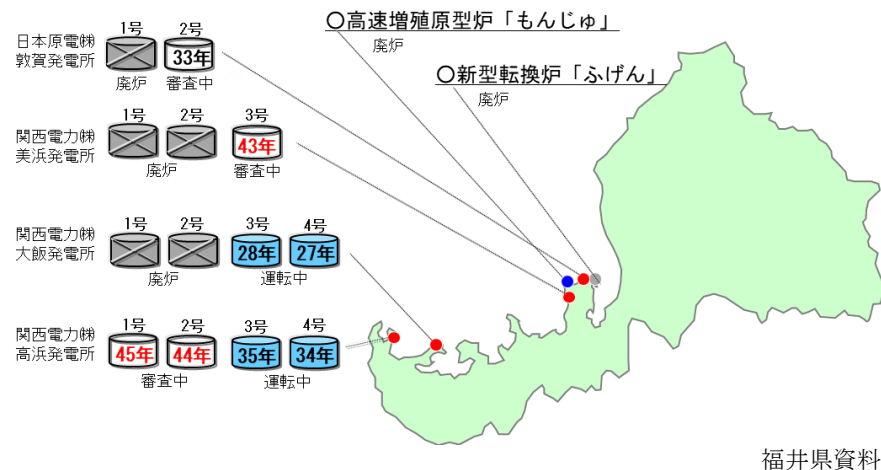 〇高速増殖原型炉「もんじゅ」
廃炉
〇新型転換炉「ふげん」
廃炉
日本原電㈱
敦賀発電所
1号 2号
33年
廃炉 審査中
関西電力㈱
美浜発電所
1号 2号 3号
43年
廃炉 審査中
関西電力㈱
大飯発電所
1号 2号 3号 4号
28年 27年
廃炉 運転中
関西電力㈱
高浜発電所
1号 2号 3号 4号
45年 44年 35年 34年
審査中 運転中
福井県資料